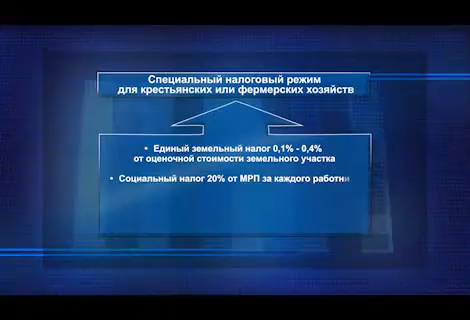 Специальный налоговый режим
для крестьянских или фермерских хозяйств
• Единый земельный налог 0,1% - 0,4%
от оценочной стоимости земельного участка
• Социальный налог 20% от МРП за каждого работни